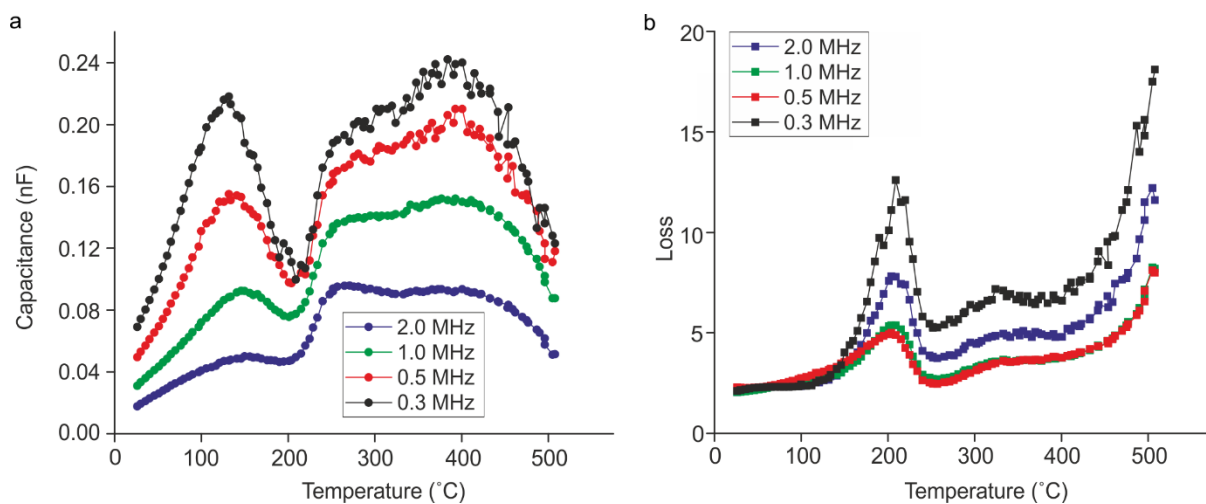 a
Capacitance (nF)
0.24
0.20
0.16
0.12
0.08
0.04
0.00
2.0 MHz
1.0 MHz
0.5 MHz
0.3 MHz
0 100 200 300 400 500
Temperature (˚C)
b
Loss
20
15
10
5
0
2.0 MHz
1.0 MHz
0.5 MHz
0.3 MHz
0 100 200 300 400 500
Temperature (˚C)